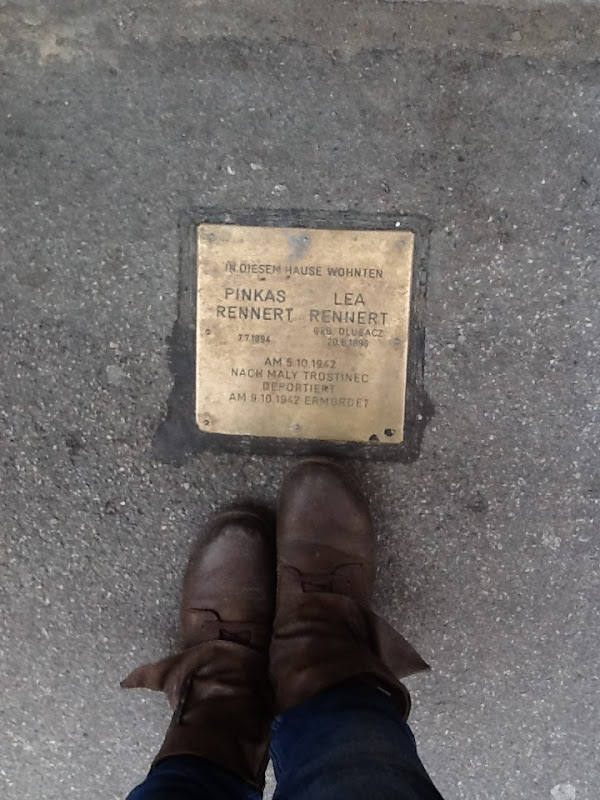 IN DIESEM HAUSE WOHNTEN
PINKAS LEA
RENNERT RENNERT
GEB. DLUGACZ
7.7.1894 20.6.1898
AM 5.10.1942
NACH MALY TROSTINEC
DEPORTIERT
AM 9.10.1942 ERMORDET